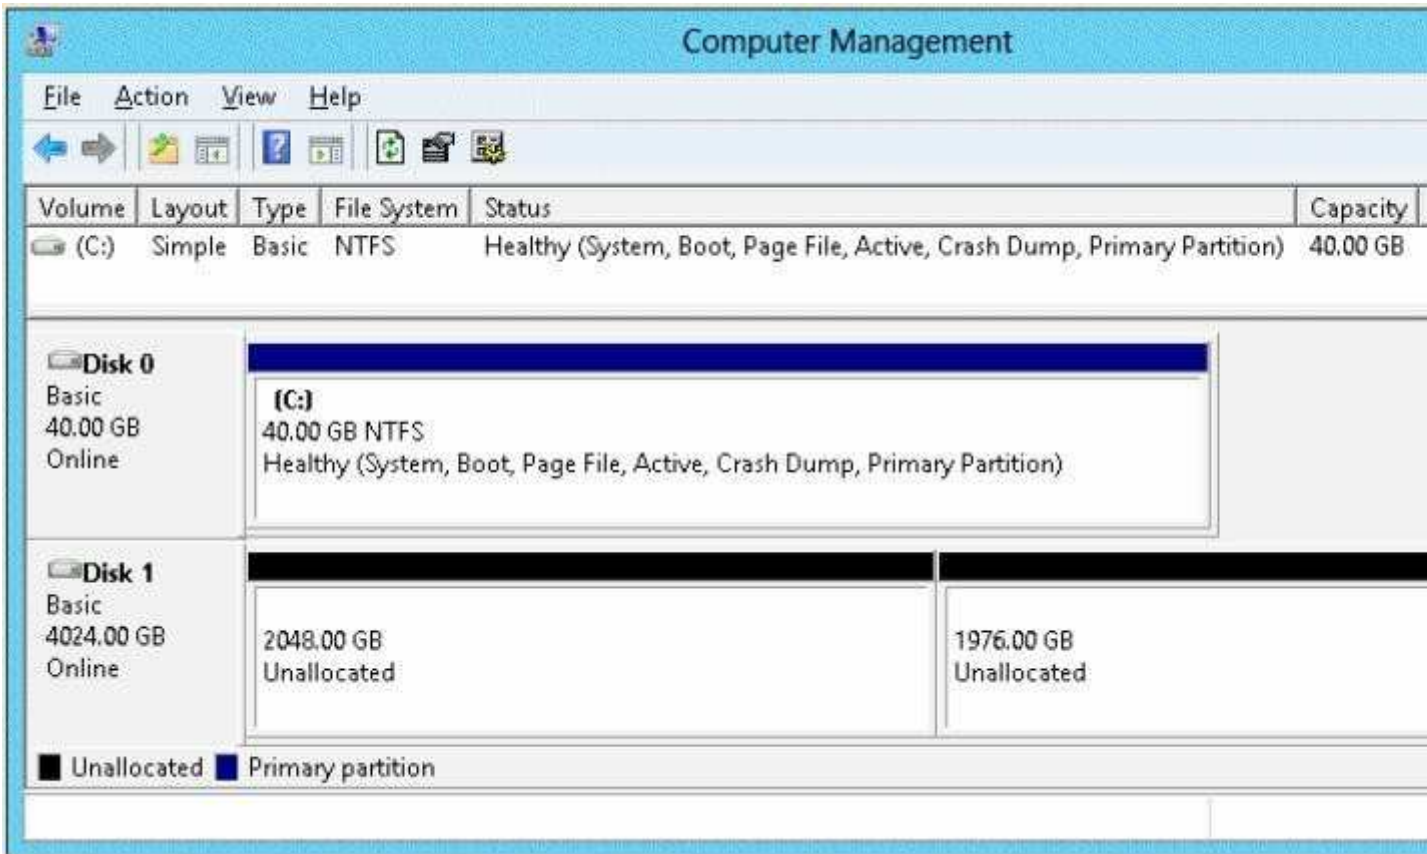 Computer Management
File Action View Help
Volume Layout Type File System Status Capacity
(C:) Simple Basic NTFS Healthy (System, Boot, Page File, Active, Crash Dump, Primary Partition) 40.00 GB
Disk 0
Basic
40.00 GB
Online
(C:)
40.00 GB NTFS
Healthy (System, Boot, Page File, Active, Crash Dump, Primary Partition)
Disk 1
Basic
4024.00 GB
Online
2048.00 GB
Unallocated
1976.00 GB
Unallocated
Unallocated Primary partition